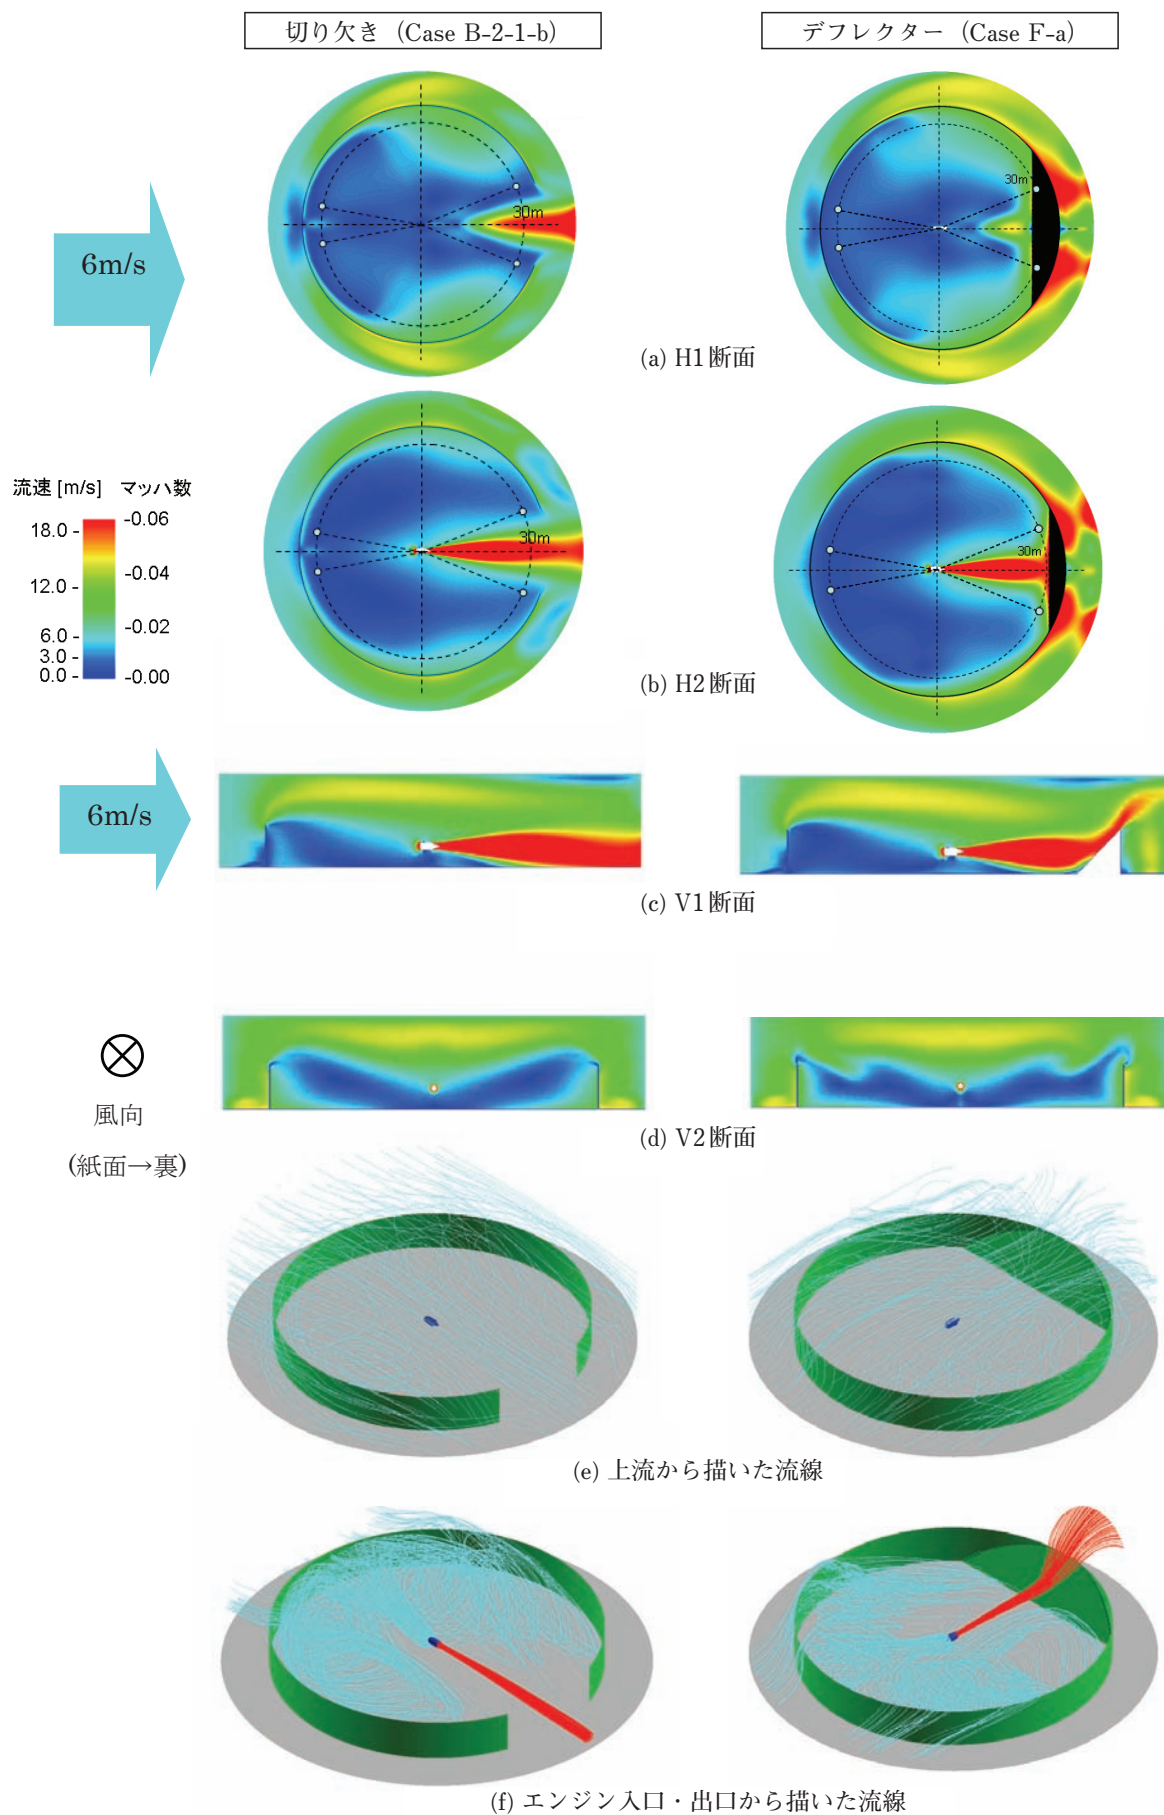 切り欠き（Case B-2-1-b）
デフレクター（Case F-a）
6m/s
30m
30m
(a) H1断面
流速 [m/s] マッハ数
18.0 -
12.0 -
6.0 -
3.0 -
0.0 -
-0.06
-0.04
-0.02
-0.00
30m
30m
(b) H2断面
6m/s
(c) V1断面
風向
(紙面→裏)
(d) V2断面
(e) 上流から描いた流線
(f) エンジン入口・出口から描いた流線